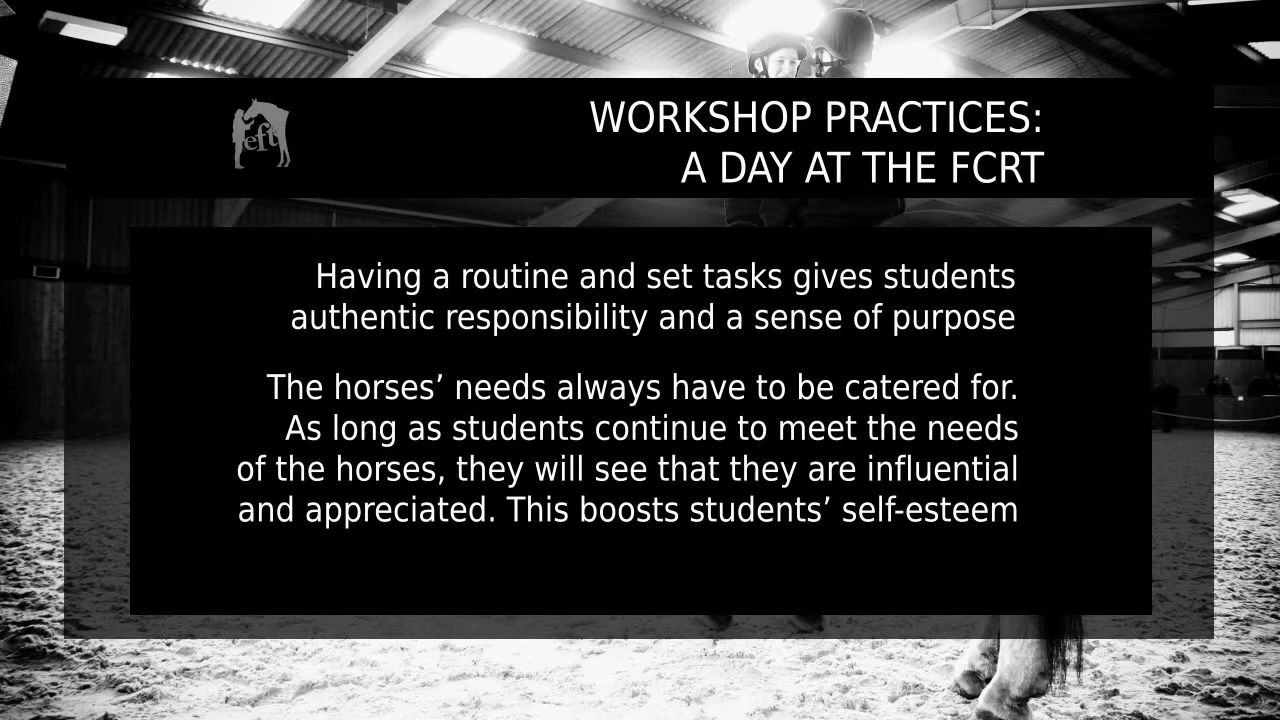 eft
WORKSHOP PRACTICES:
A DAY AT THE FCRT
Having a routine and set tasks gives students
authentic responsibility and a sense of purpose
The horses’ needs always have to be catered for.
As long as students continue to meet the needs
of the horses, they will see that they are influential
and appreciated. This boosts students’ self-esteem